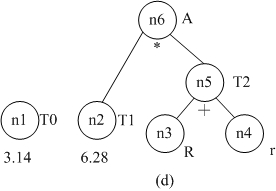 n6 A
*
n5 T2
+
n1 T0
n2 T1
n3
n4
3.14
6.28
R
r
(d)